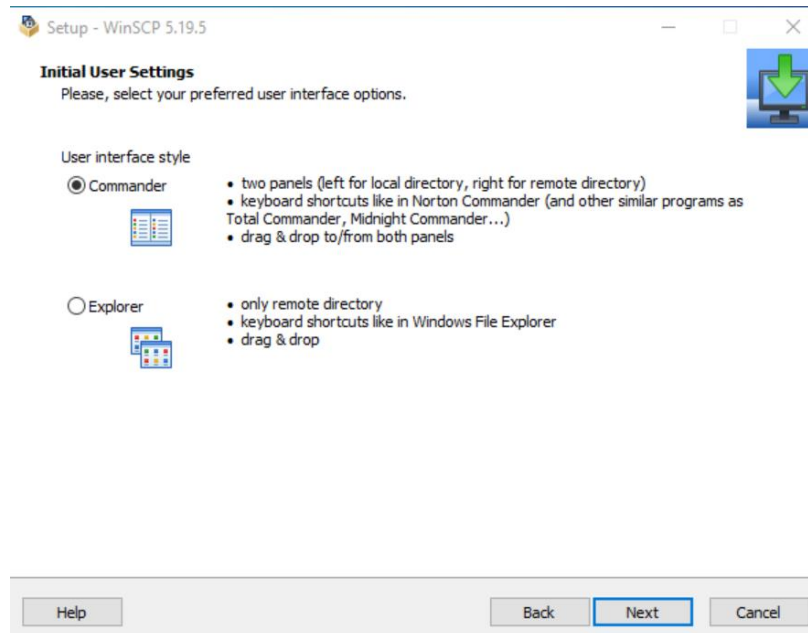 Setup - WinSCP 5.19.5
Initial User Settings
Please, select your preferred user interface options.
User interface style
Commander
• two panels (left for local directory, right for remote directory)
• keyboard shortcuts like in Norton Commander (and other similar programs as
Total Commander, Midnight Commander...)
• drag & drop to/from both panels
Explorer
• only remote directory
• keyboard shortcuts like in Windows File Explorer
• drag & drop
Help
Back
Next
Cancel